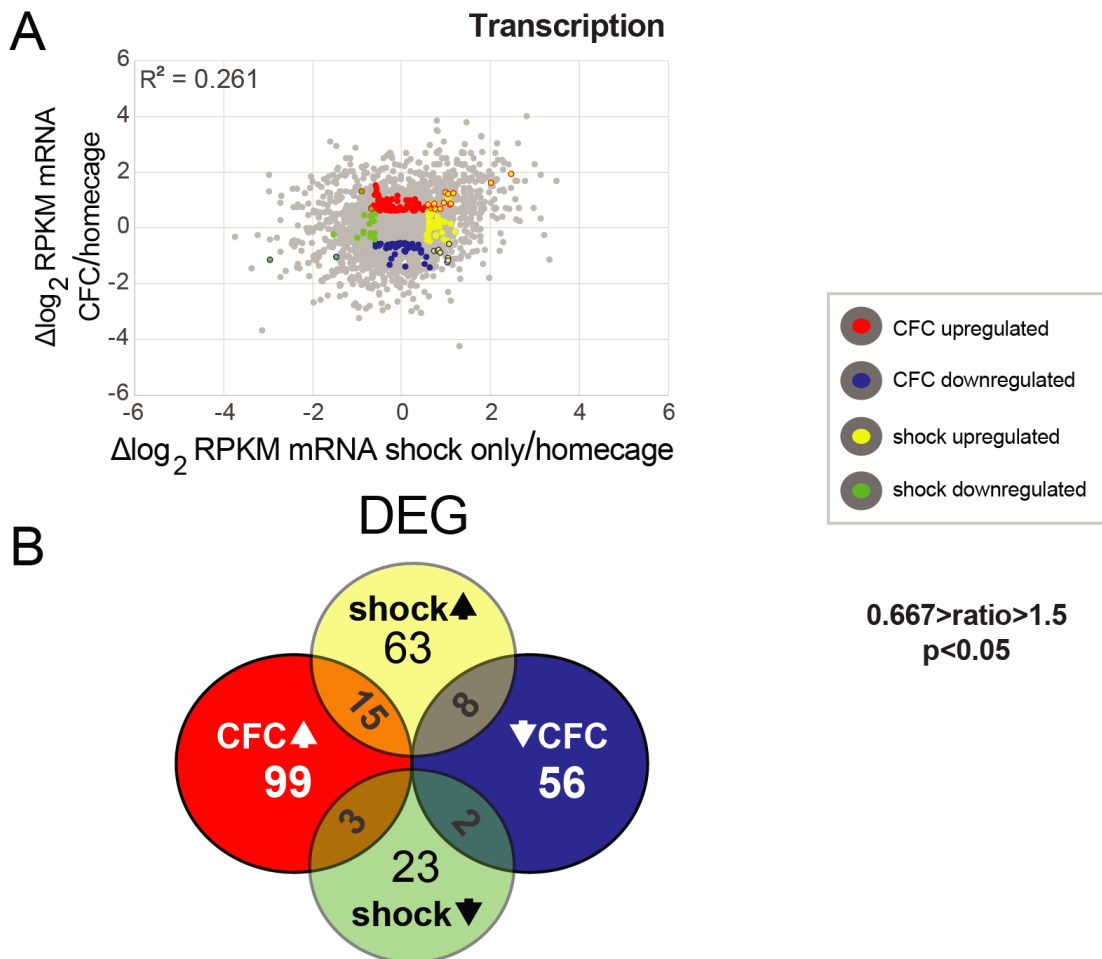 A
Transcription
R² = 0.261
6
4
2
0
-2
-4
-6
-6
-4
-2
0
2
4
6
Δlog₂ RPKM mRNA
CFC/homecage
Δlog₂ RPKM mRNA shock only/homecage
CFC upregulated
CFC downregulated
shock upregulated
shock downregulated
DEG
B
0.667>ratio>1.5
p<0.05
shock
63
15
8
CFC
99
CFC
56
3
2
23
shock